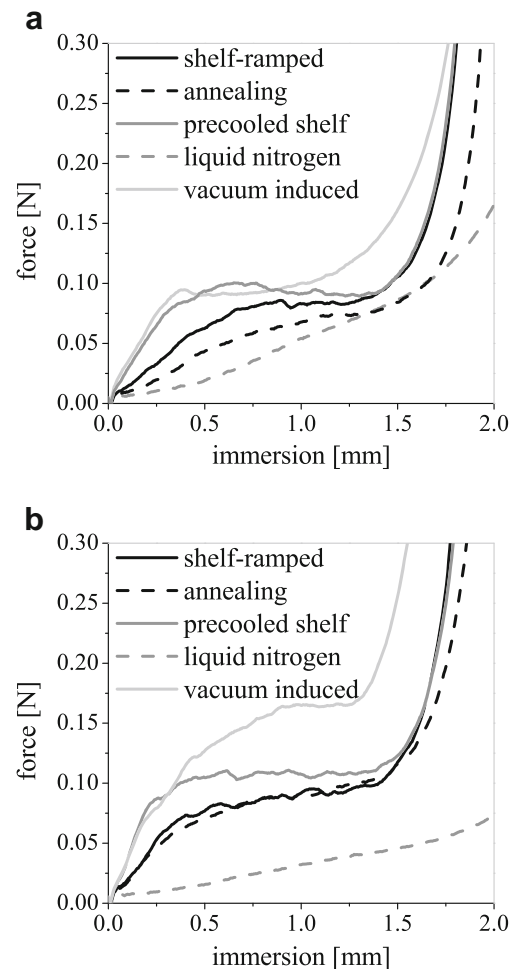 a
0.30
shelf-ramped
annealing
0.25
precooled shelf
0.20
liquid nitrogen
vacuum induced
0.15
force [N]
0.10
0.05
0.00
0.0 0.5 1.0 1.5 2.0
immersion [mm]
b
0.30
shelf-ramped
annealing
0.25
precooled shelf
0.20
liquid nitrogen
vacuum induced
0.15
force [N]
0.10
0.05
0.00
0.0 0.5 1.0 1.5 2.0
immersion [mm]